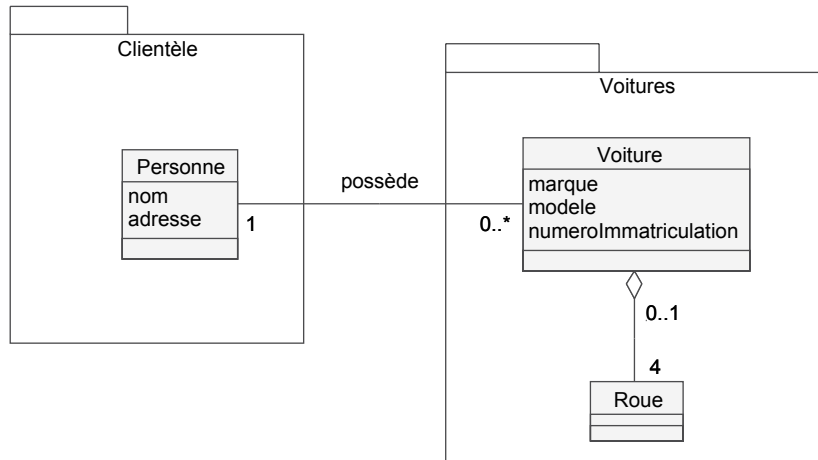 Clientèle
Voitures
Personne
nom
adresse
1
possède
0..*
Voiture
marque
modele
numeroImmatriculation
0..1
4
Roue